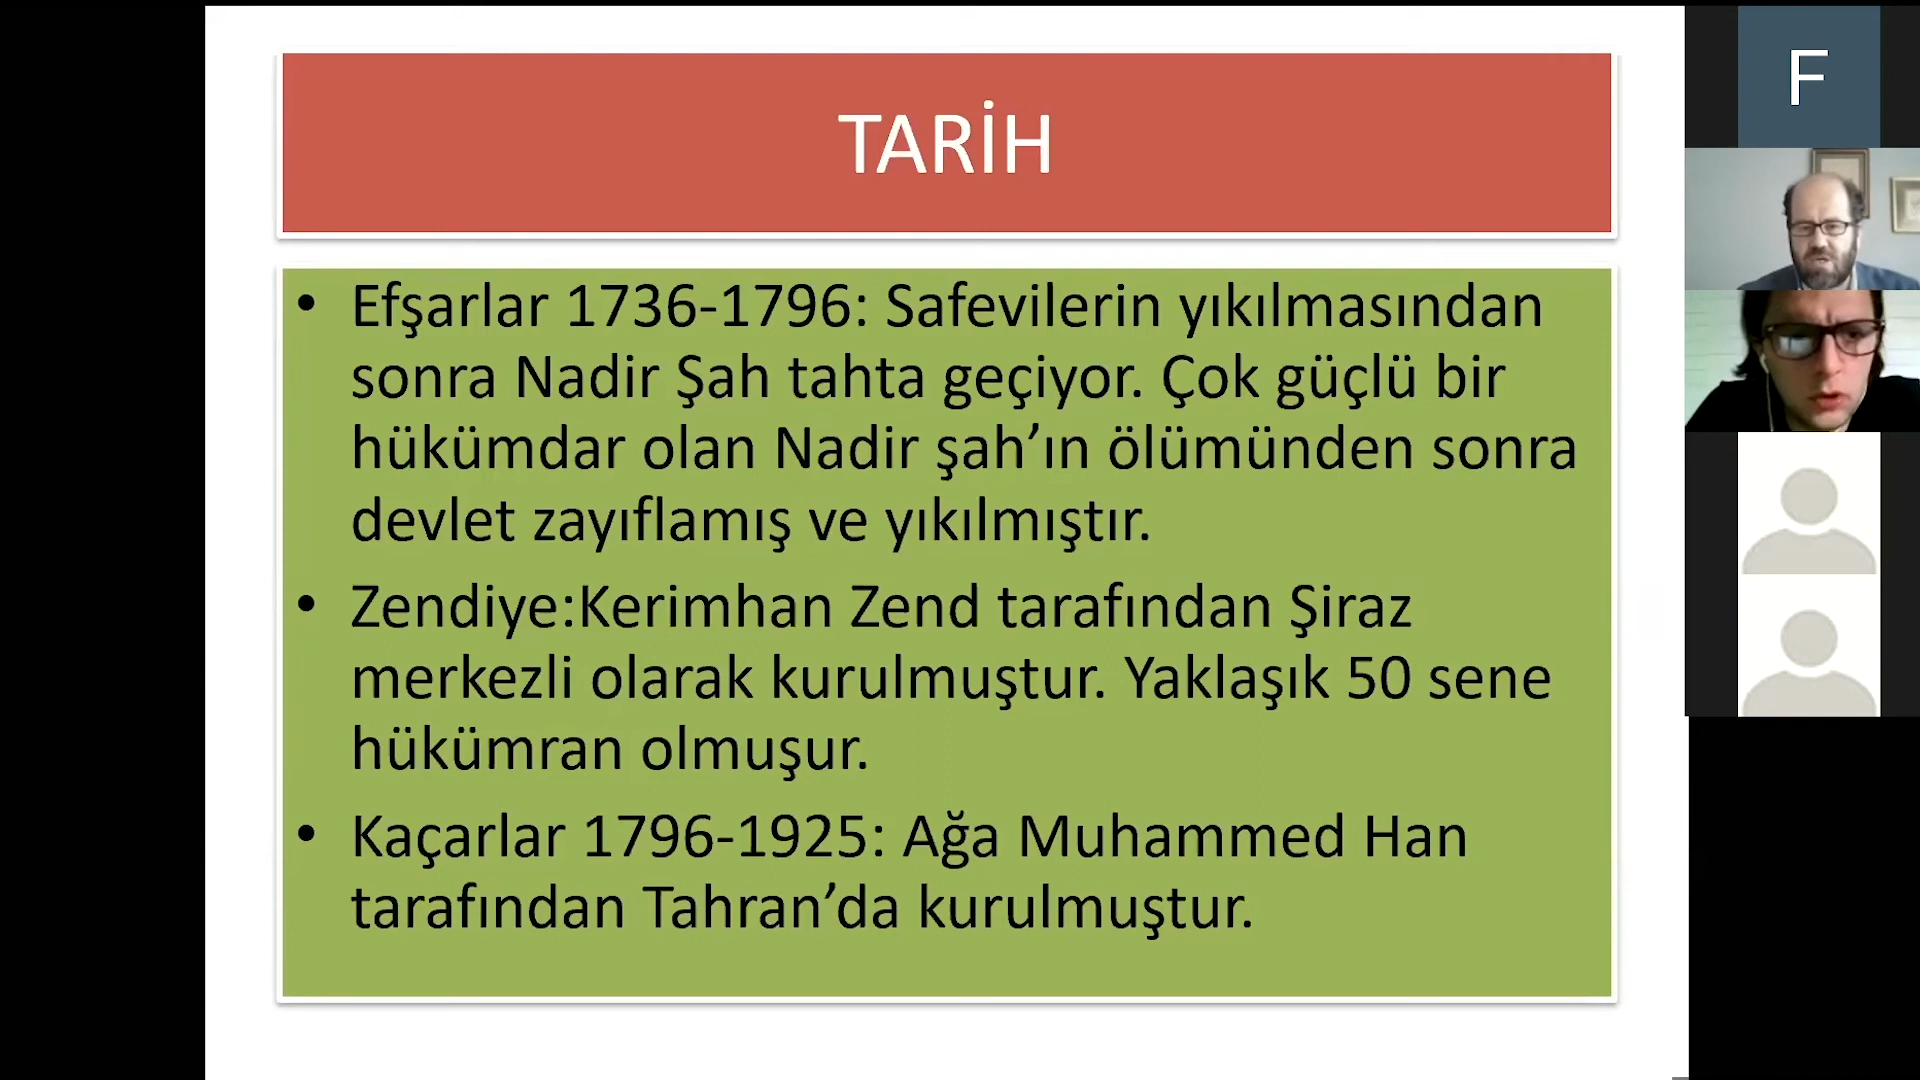 TARİH
• Efşarlar 1736-1796: Safevilerin yıkılmasından
sonra Nadir Şah tahta geçiyor. Çok güçlü bir
hükümdar olan Nadir şah’ın ölümünden sonra
devlet zayıflamış ve yıkılmıştır.
• Zendiye:Kerimhan Zend tarafından Şiraz
merkezli olarak kurulmuştur. Yaklaşık 50 sene
hükümran olmuşur.
• Kaçarlar 1796-1925: Ağa Muhammed Han
tarafından Tahran’da kurulmuştur.
F